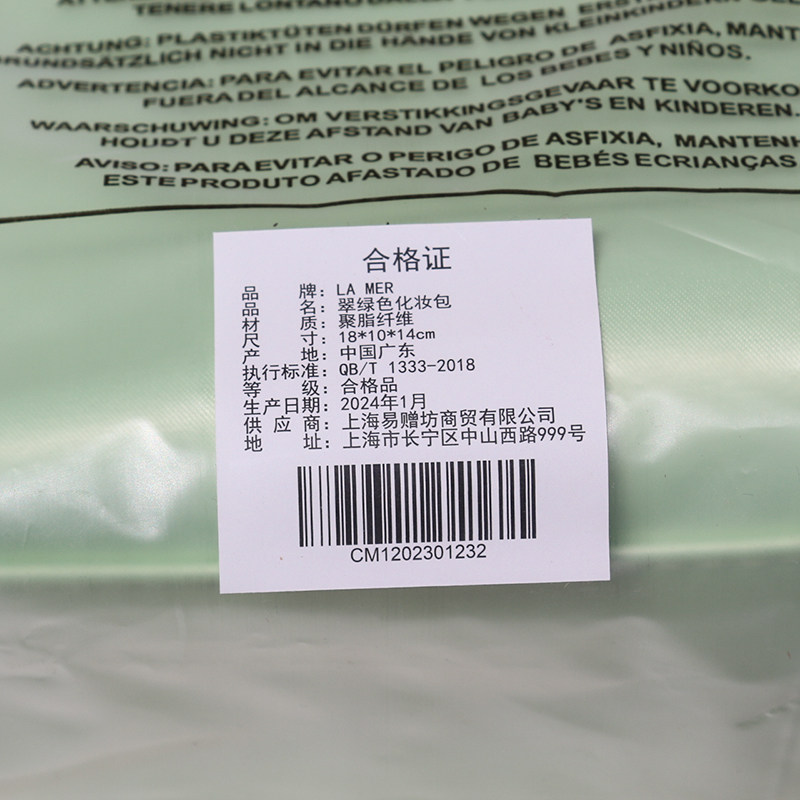 TENERE LONTANO
ACHTUNG: PLASTIKTÜTEN DÜRFEN WEGEN
GRUNDSÄTZLICH NICHT IN DIE HÄNDE VON KLEINKINDERN
ADVERTENCIA: PARA EVITAR EL PELIGRO DE ASFIXIA, MANT
FUERA DEL ALCANCE DE LOS BEBES Y NIÑOS.
WAARSCHUWING: OM VERSTIKKINGSGEVAAR TE VOORKO
HOUDT U DEZE AFSTAND VAN BABY'S EN KINDEREN.
AVISO: PARA EVITAR O PERIGO DE ASFIXIA, MANTENH
ESTE PRODUTO AFASTADO DE BEBÉS ECRIANÇAS
合格证
品牌: LA MER
品名: 翠绿色化妆包
材质: 聚脂纤维
尺寸: 18*10*14cm
产地: 中国广东
执行标准: QB/T 1333-2018
等级: 合格品
生产日期: 2024年1月
供应商: 上海易赠坊商贸有限公司
地址: 上海市长宁区中山西路999号
CM1202301232